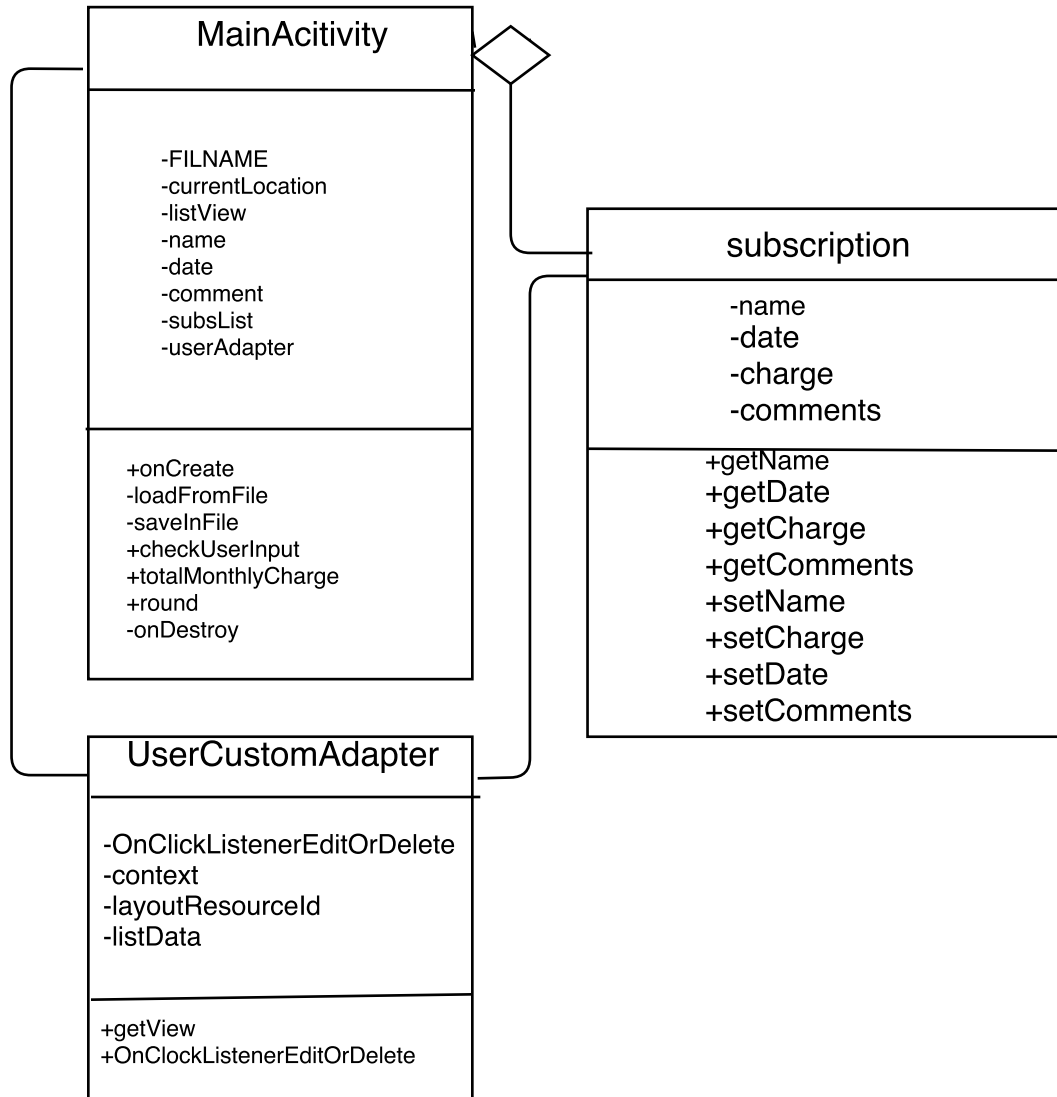 MainAcitivity
-FILNAME
-currentLocation
-listView
-name
-date
-comment
-subsList
-userAdapter
+onCreate
-loadFromFile
-saveInFile
+checkUserInput
+totalMonthlyCharge
+round
-onDestroy
subscription
-name
-date
-charge
-comments
+getName
+getDate
+getCharge
+getComments
+setName
+setCharge
+setDate
+setComments
UserCustomAdapter
-OnClickListenerEditOrDelete
-context
-layoutResourceId
-listData
+getView
+OnClockListenerEditOrDelete